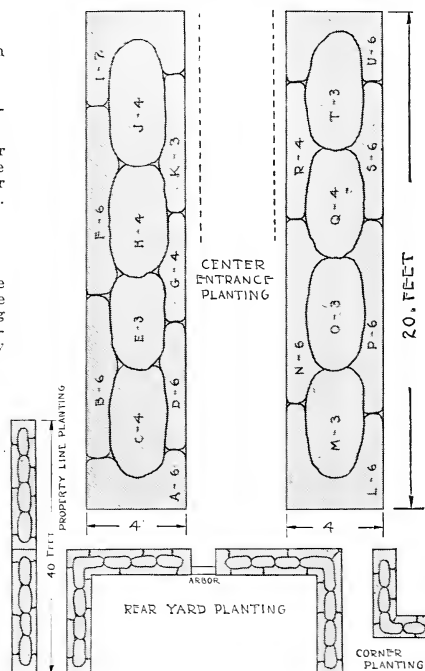 I-7
J-4
K-3
F-6
H-4
G-4
E-3
B-6
D-6
C-4
A-6
CENTER
ENTRANCE
PLANTING
U-6
T-3
R-4
S-6
Q-4
N-6
O-3
P-6
M-3
L-6
20. FEET
4'
4
PROPERTY LINE PLANTING
40 FEET
ARBOR
REAR YARD PLANTING
CORNER
PLANTING